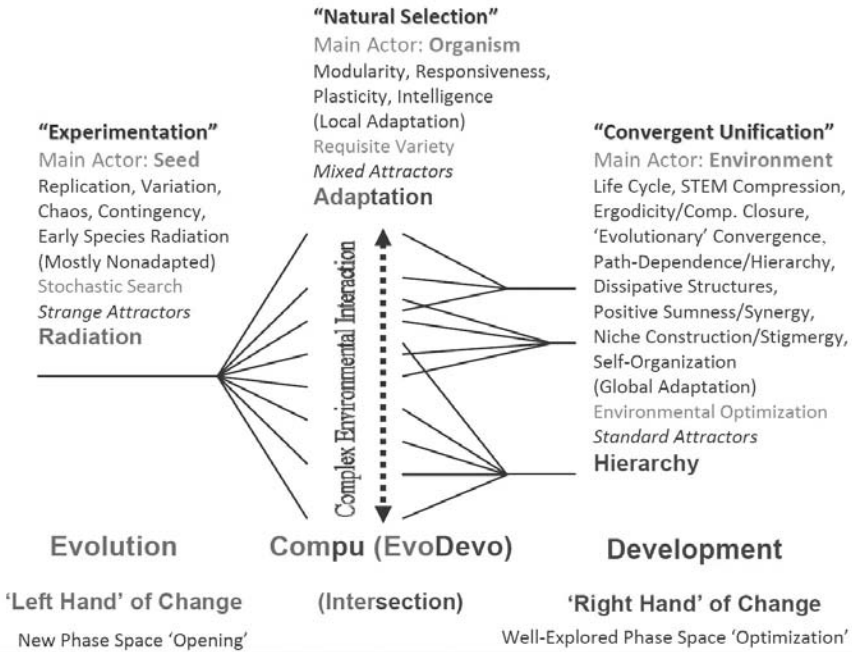 “Natural Selection”
Main Actor: Organism
Modularity, Responsiveness,
Plasticity, Intelligence
(Local Adaptation)
Requisite Variety
Mixed Attractors
Adaptation
“Experimentation”
Main Actor: Seed
Replication, Variation,
Chaos, Contingency,
Early Species Radiation
(Mostly Nonadapted)
Stochastic Search
Strange Attractors
Radiation
Complex Environmental Interaction
“Convergent Unification”
Main Actor: Environment
Life Cycle, STEM Compression,
Ergodicity/Comp. Closure,
‘Evolutionary’ Convergence,
Path-Dependence/Hierarchy,
Dissipative Structures,
Positive Sumness/Synergy,
Niche Construction/Stigmergy,
Self-Organization
(Global Adaptation)
Environmental Optimization
Standard Attractors
Hierarchy
Evolution
Compu (EvoDevo)
Development
‘Left Hand’ of Change
(Intersection)
‘Right Hand’ of Change
New Phase Space ‘Opening’
Well-Explored Phase Space ‘Optimization’